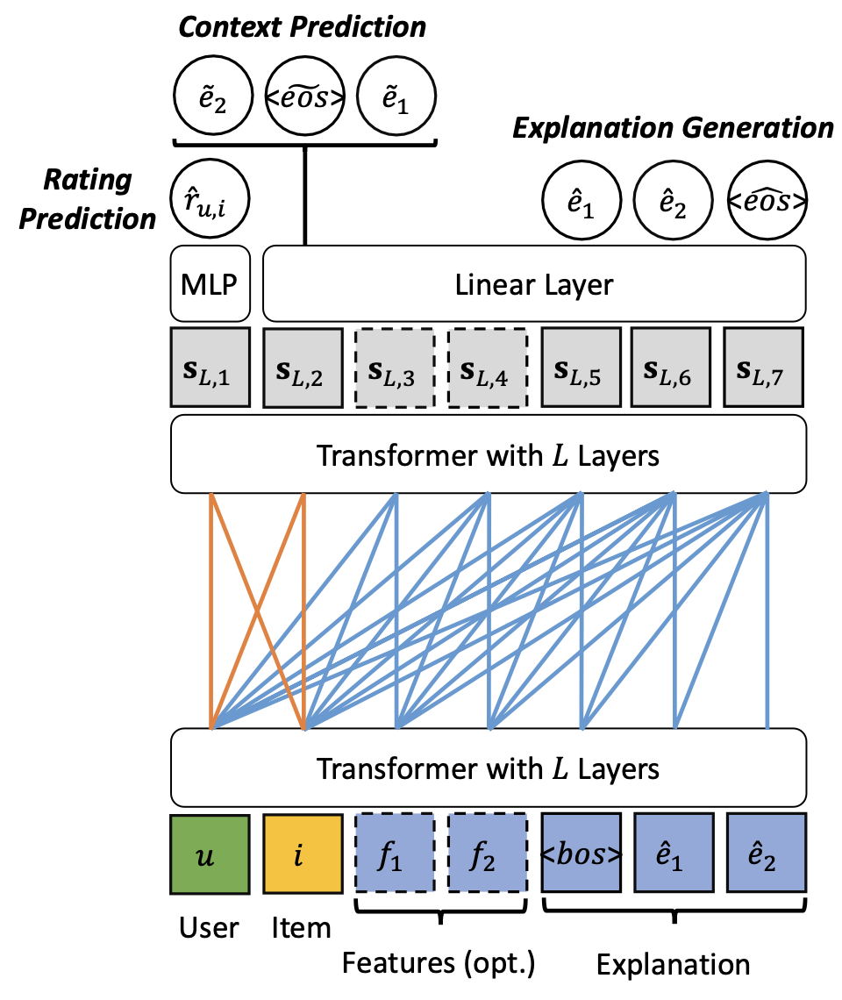 Context Prediction
ẽ₂ <e͠os> ẽ₁
Explanation Generation
Rating
Prediction
r̂ᵤ,ᵢ
ê₁ ê₂ <e͡os>
MLP
Linear Layer
s_L,1 s_L,2 s_L,3 s_L,4 s_L,5 s_L,6 s_L,7
Transformer with L Layers
Transformer with L Layers
u i f₁ f₂ <bos> ê₁ ê₂
User Item
Features (opt.) Explanation